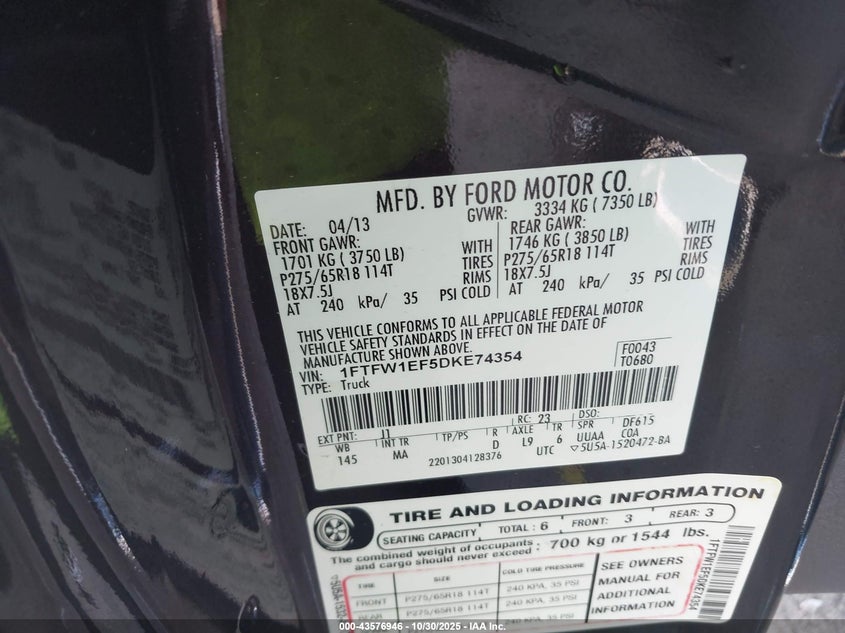 MFD. BY FORD MOTOR CO.
DATE: 04/13 GVWR: 3334 KG ( 7350 LB)
FRONT GAWR: REAR GAWR:
1701 KG ( 3750 LB) WITH 1746 KG ( 3850 LB) WITH
P275/65R18 114T TIRES P275/65R18 114T TIRES
18X7.5J RIMS 18X7.5J RIMS
AT 240 kPa/ 35 PSI COLD AT 240 kPa/ 35 PSI COLD
THIS VEHICLE CONFORMS TO ALL APPLICABLE FEDERAL MOTOR
VEHICLE SAFETY STANDARDS IN EFFECT ON THE DATE OF
MANUFACTURE SHOWN ABOVE.
VIN: 1FTFW1EF5DKE74354
TYPE: Truck
F0043
T0680
EXT PNT: J1 RC: 23 DSO:
WB INT TR TP/PS R AXLE TR SPR DF615
145 MA D L9 6 UUAA COA
2201304128376 UTC ▽5U5A-1520472-BA
TIRE AND LOADING INFORMATION
SEATING CAPACITY TOTAL : 6 FRONT: 3 REAR: 3
The combined weight of occupants
and cargo should never exceed : 700 kg or 1544 lbs.
TIRE SIZE COLD TIRE PRESSURE
FRONT P275/65R18 114T 240 KPA, 35 PSI
REAR P275/65R18 114T 240 KPA, 35 PSI
SEE OWNERS
MANUAL FOR
ADDITIONAL
INFORMATION
1FTFW1EF5DKE74354
000-43576946 - 10/30/2025 - IAA Inc.